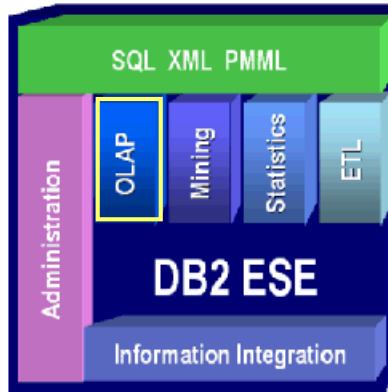 SQL XML PMML
Administration
OLAP
Mining
Statistics
ETL
DB2 ESE
Information Integration